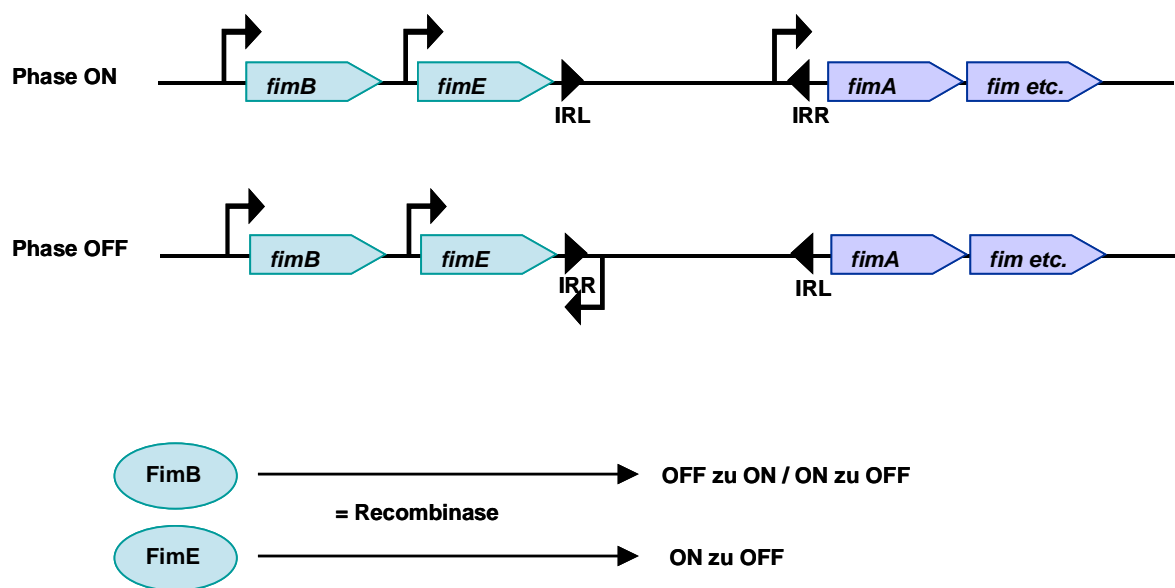 Phase ON
fimB
fimE
IRL
IRR
fimA
fim etc.
Phase OFF
fimB
fimE
IRR
IRL
fimA
fim etc.
FimB
OFF zu ON / ON zu OFF
= Recombinase
FimE
ON zu OFF